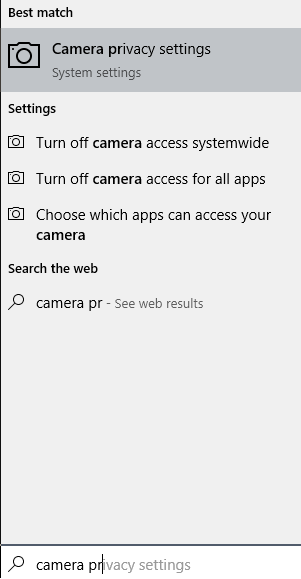 Best match
Camera privacy settings
System settings
Settings
Turn off camera access systemwide
Turn off camera access for all apps
Choose which apps can access your
camera
Search the web
camera pr - See web results
camera privacy settings